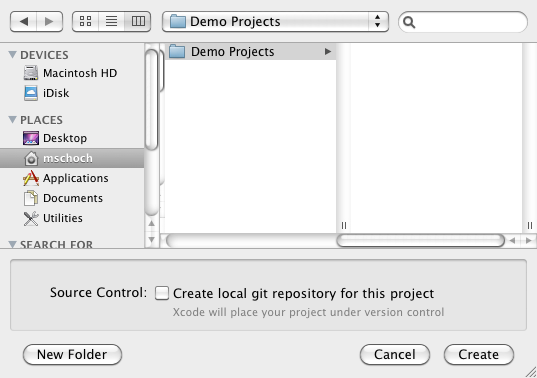 Demo Projects
DEVICES
Macintosh HD
iDisk
PLACES
Desktop
mschoch
Applications
Documents
Utilities
SEARCH FOR
Demo Projects
Source Control: Create local git repository for this project
Xcode will place your project under version control
New Folder Cancel Create